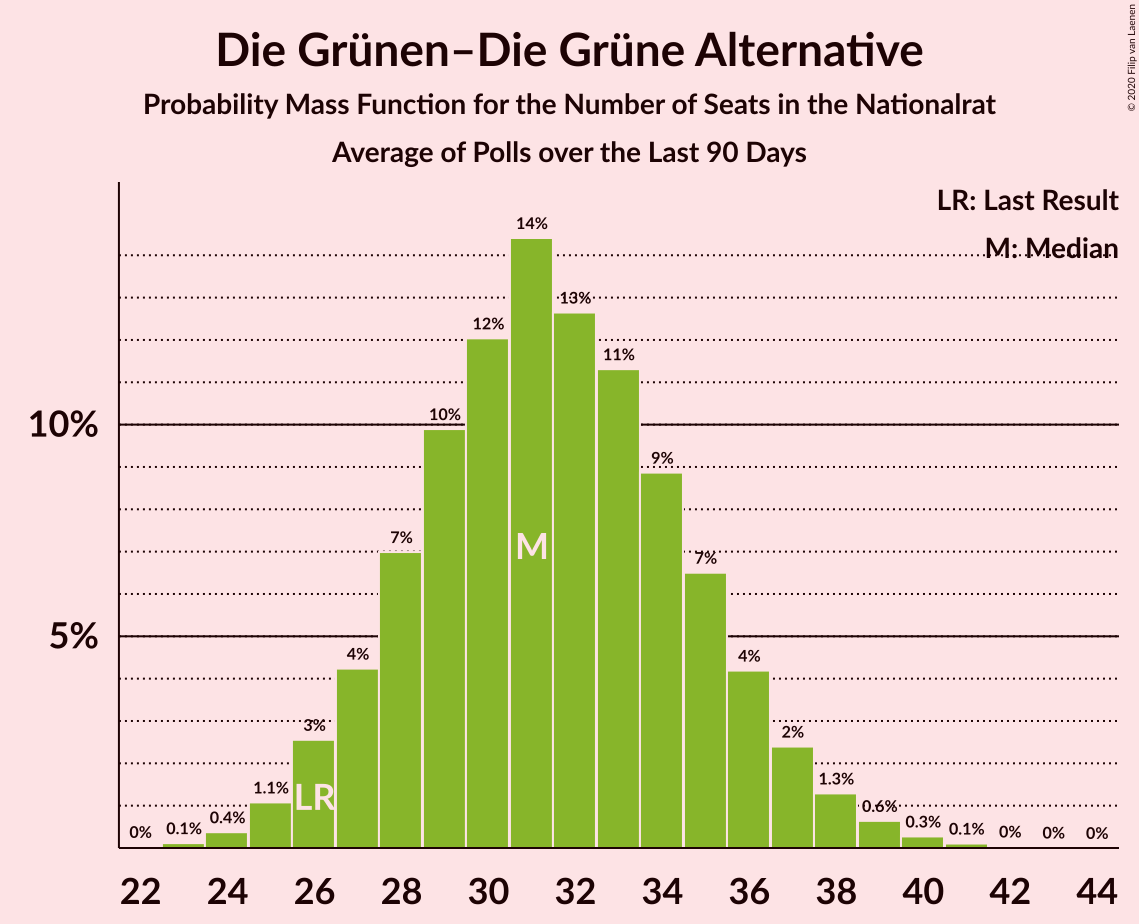 Die Grünen–Die Grüne Alternative
Probability Mass Function for the Number of Seats in the Nationalrat
Average of Polls over the Last 90 Days
© 2020 Filip van Laenen
LR: Last Result
M: Median
10%
5%
0%
0.1%
0.4%
1.1%
3%
4%
7%
10%
12%
14%
13%
11%
9%
7%
4%
2%
1.3%
0.6%
0.3%
0.1%
0%
0%
0%
LR
M
22 24 26 28 30 32 34 36 38 40 42 44